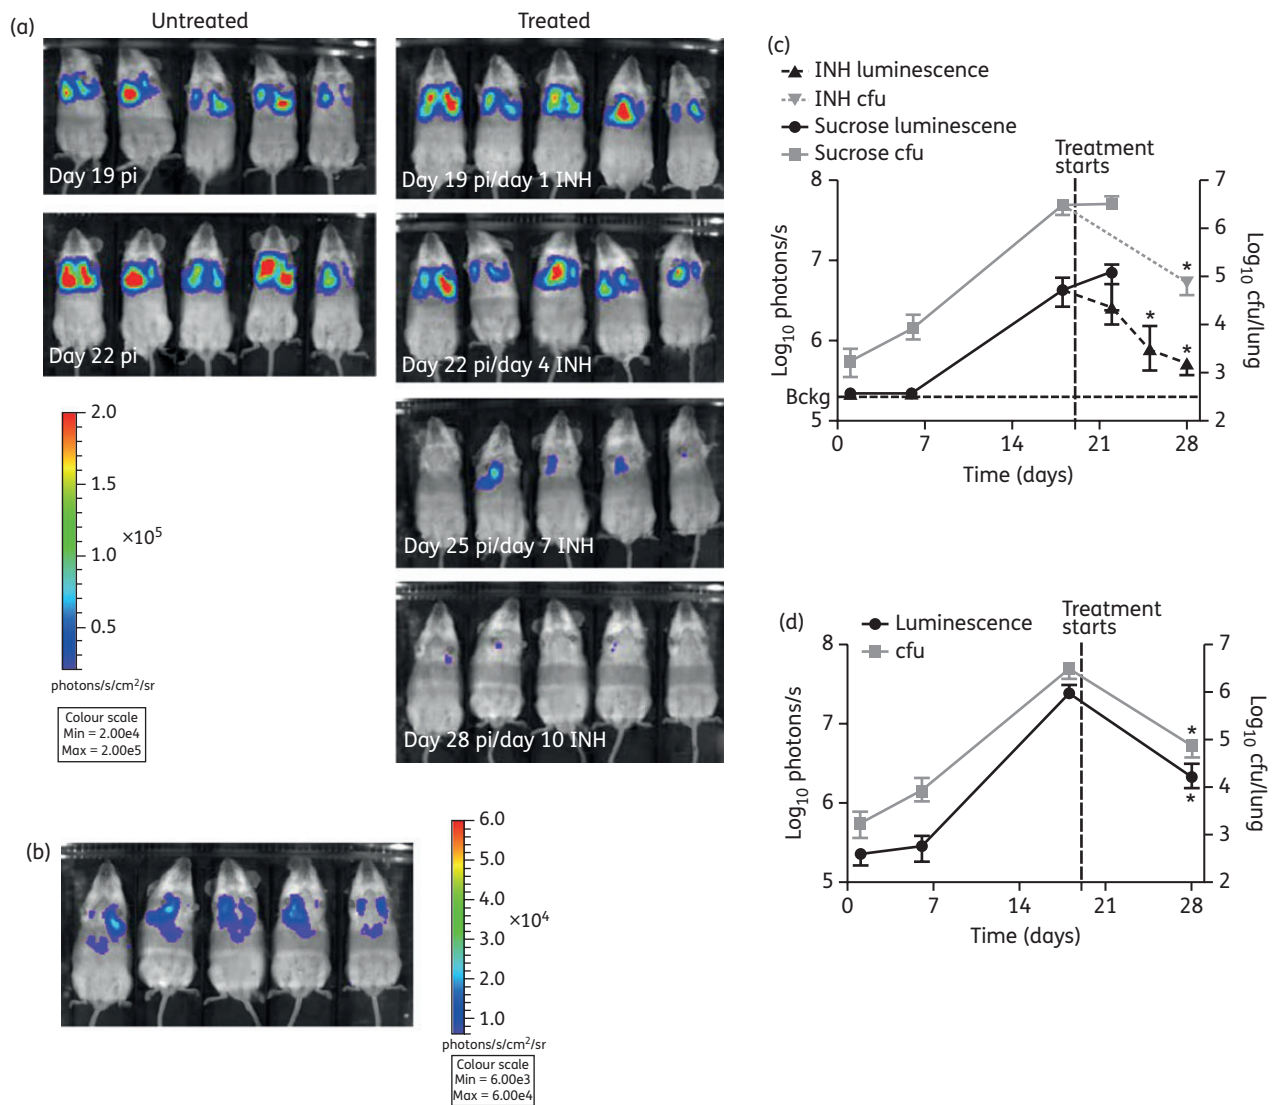 (a)
Untreated
Treated
Day 19 pi
Day 19 pi/day 1 INH
Day 22 pi
Day 22 pi/day 4 INH
2.0
1.5
1.0
0.5
×10⁵
photons/s/cm²/sr
Colour scale
Min = 2.00e4
Max = 2.00e5
Day 25 pi/day 7 INH
Day 28 pi/day 10 INH
(b)
6.0
5.0
4.0
3.0
2.0
1.0
×10⁴
photons/s/cm²/sr
Colour scale
Min = 6.00e3
Max = 6.00e4
(c)
INH luminescence
INH cfu
Sucrose luminescene
Sucrose cfu
Treatment
starts
8
7
6
Bckg
5
Log₁₀ photons/s
7
6
5
4
3
2
Log₁₀ cfu/lung
*
*
*
0 7 14 21 28
Time (days)
(d)
Luminescence
cfu
Treatment
starts
8
7
6
5
Log₁₀ photons/s
7
6
5
4
3
2
Log₁₀ cfu/lung
*
*
0 7 14 21 28
Time (days)